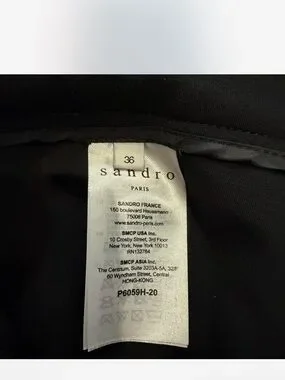 36
sandro
PARIS
SANDRO FRANCE
150 boulevard Haussmann
75008 Paris
www.sandro-paris.com
SMCP USA Inc.
10 Crosby Street, 3rd Floor
New York, New York 10013
RN132784
SMCP ASIA Inc.
The Centrium, Suite 3203A-5A, 32/F
60 Wyndham Street, Central
HONG-KONG
P6059H-20